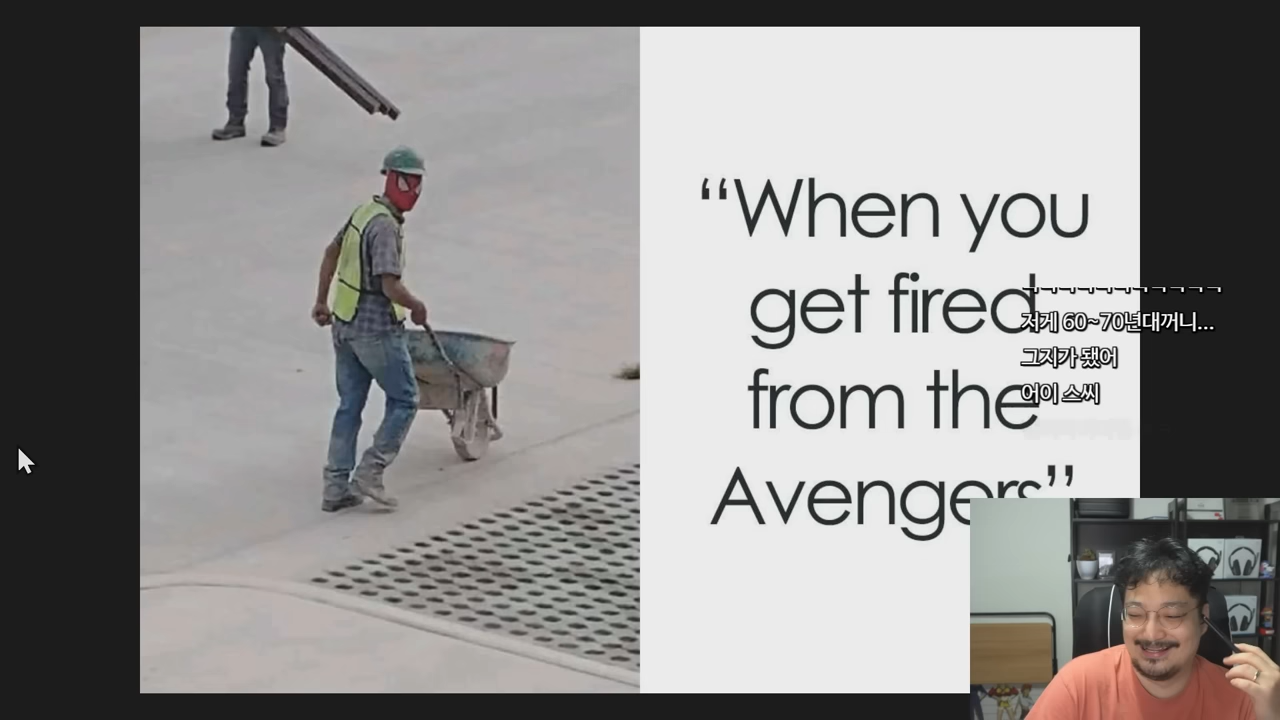 “When you
get fired
from the
Avengers”
저게 60~70년대꺼니...
그지가 됐어
어이 스씨